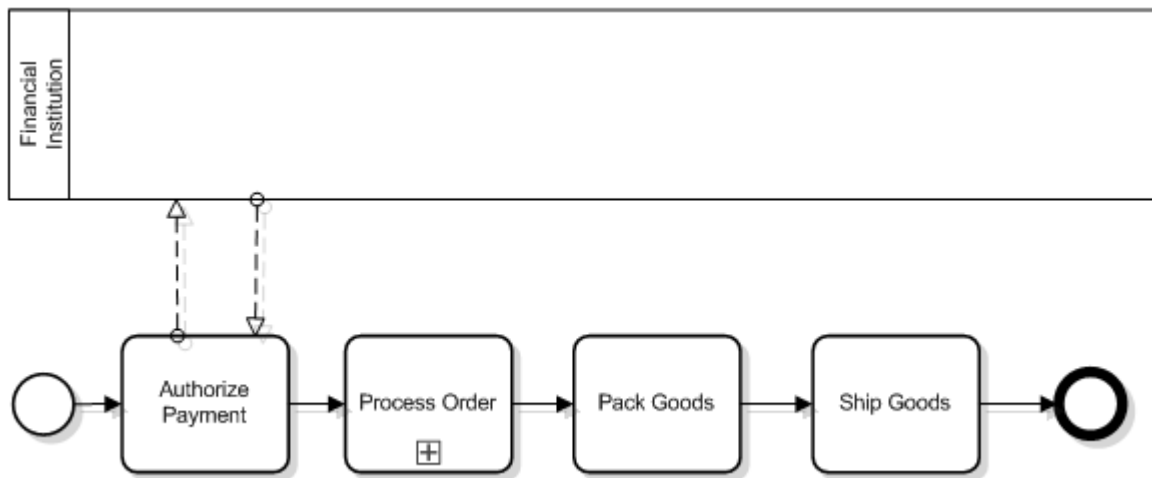 Financial
Institution
Authorize
Payment
Process Order
Pack Goods
Ship Goods